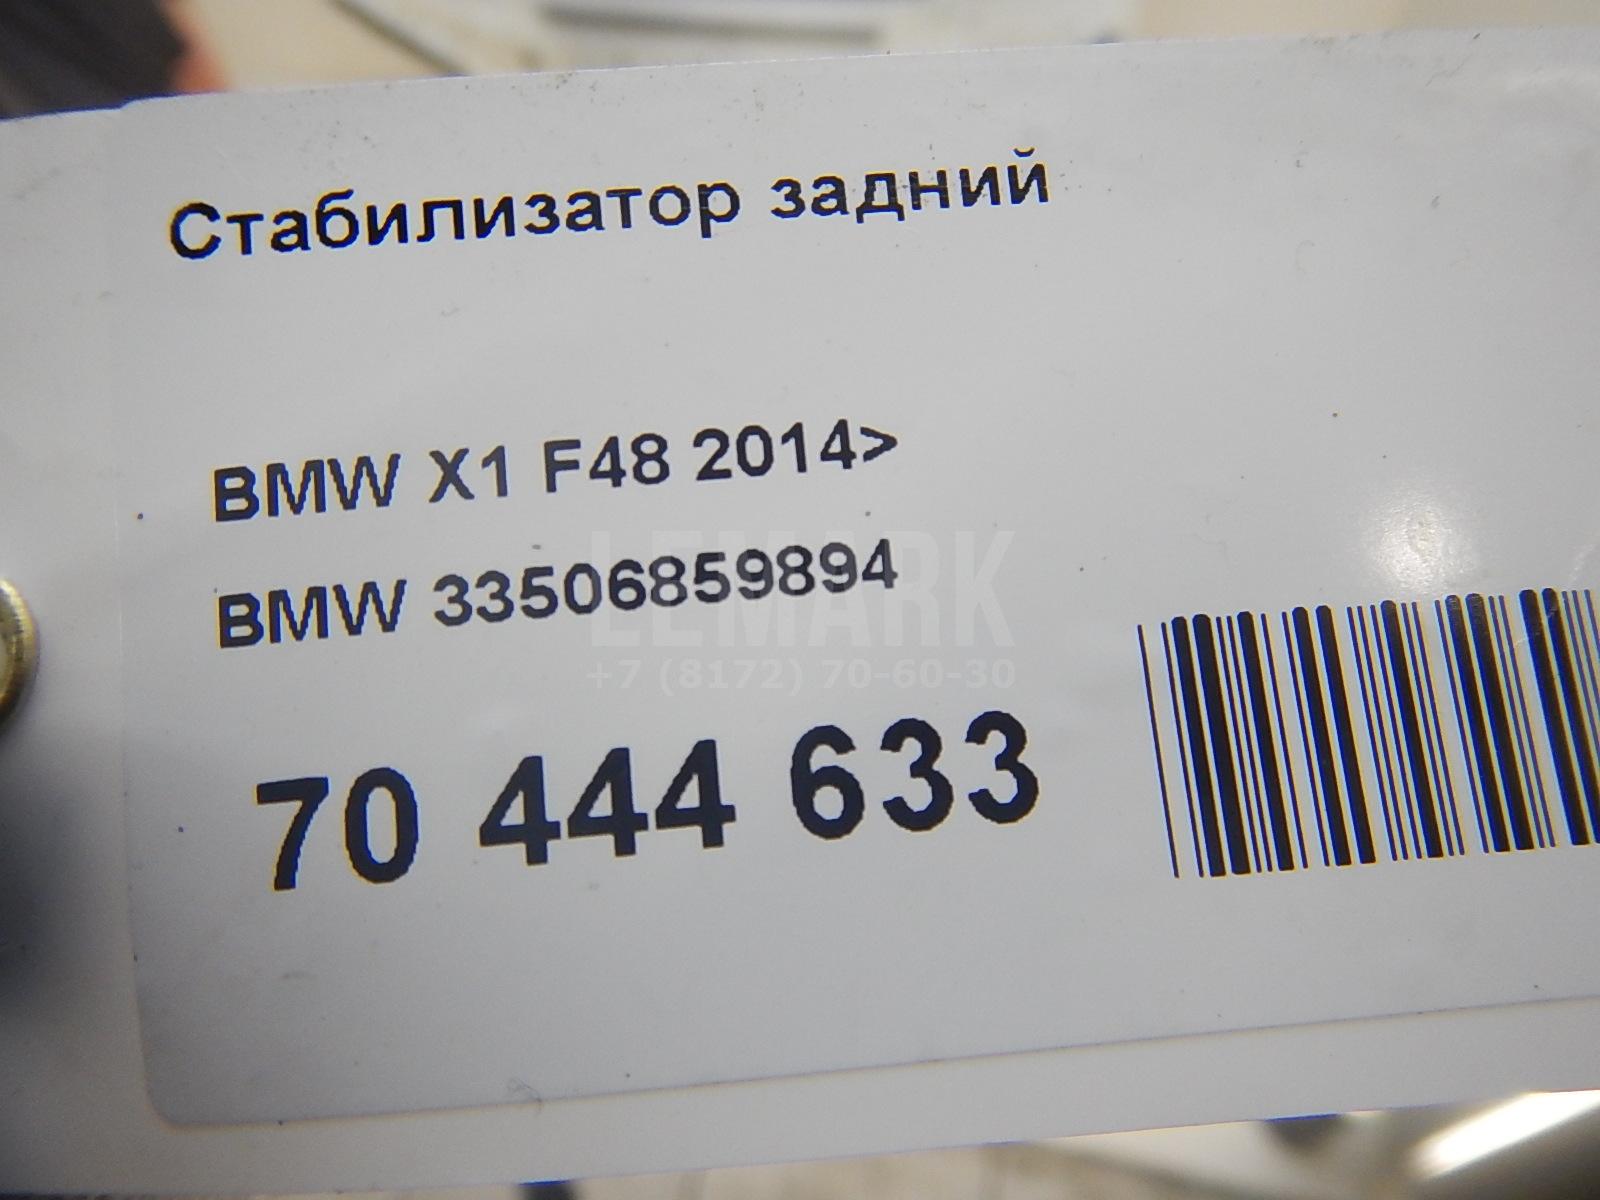 Стабилизатор задний
BMW X1 F48 2014>
BMW 33506859894
LEMARK
+7 (8172) 70-60-30
70 444 633